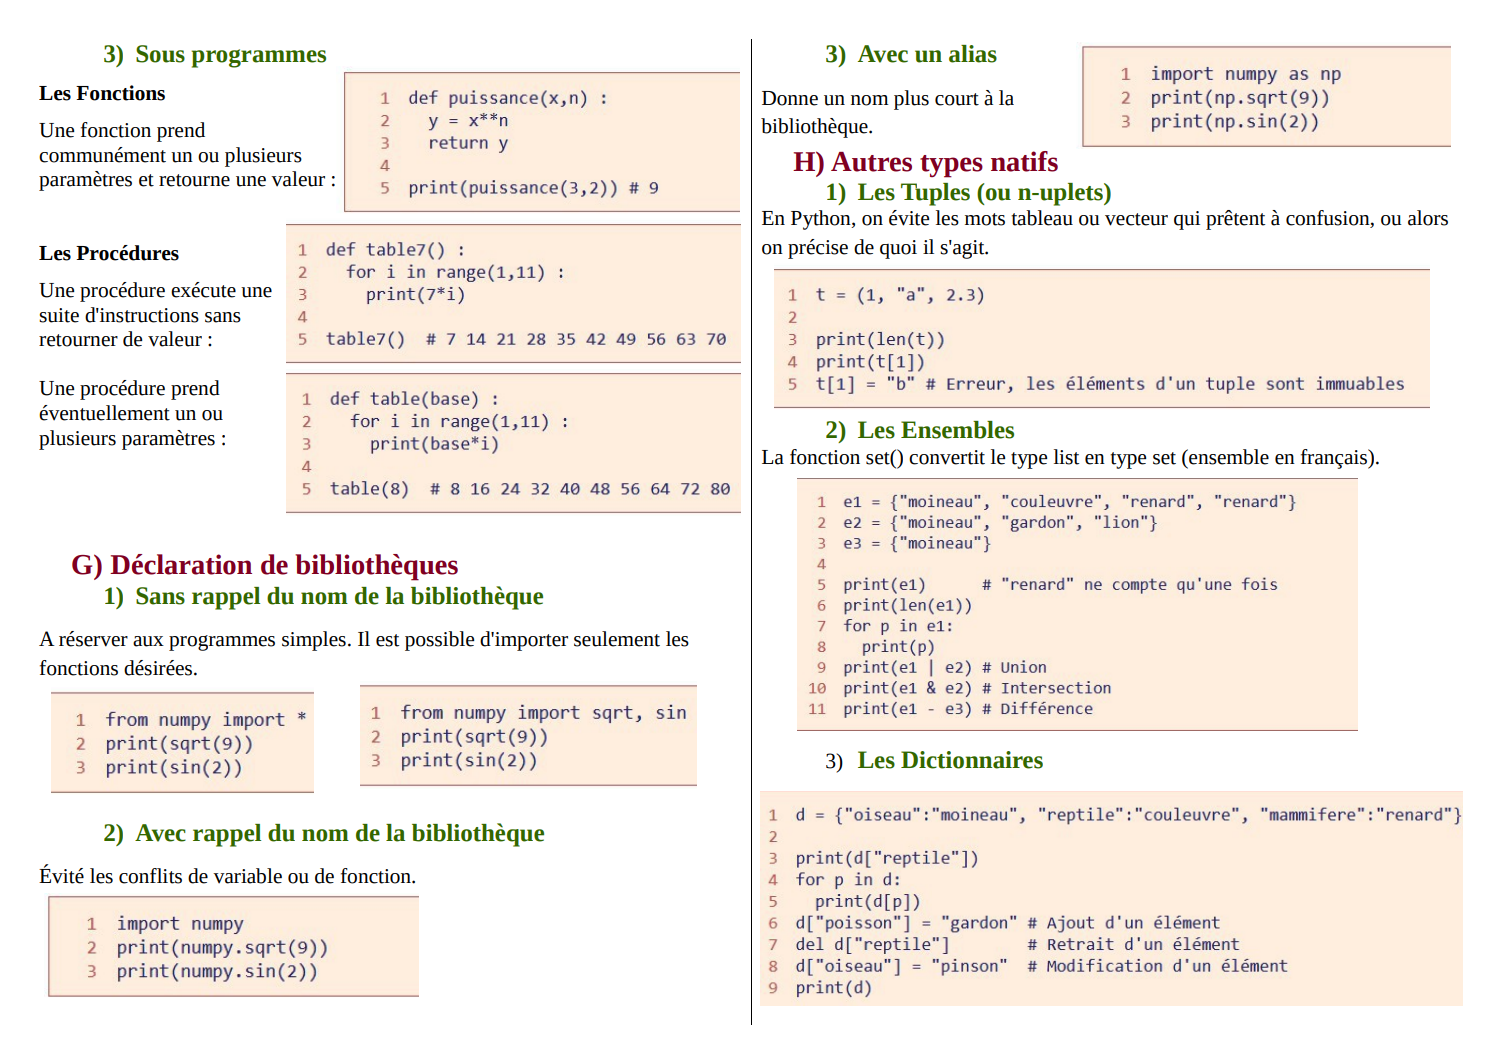 3) Sous programmes
Les Fonctions
Une fonction prend
communément un ou plusieurs
paramètres et retourne une valeur :
1 def puissance(x,n) :
2   y = x**n
3   return y
4
5 print(puissance(3,2)) # 9
Les Procédures
Une procédure exécute une
suite d'instructions sans
retourner de valeur :
1 def table7() :
2   for i in range(1,11) :
3     print(7*i)
4
5 table7()  # 7 14 21 28 35 42 49 56 63 70
Une procédure prend
éventuellement un ou
plusieurs paramètres :
1 def table(base) :
2   for i in range(1,11) :
3     print(base*i)
4
5 table(8)  # 8 16 24 32 40 48 56 64 72 80
G) Déclaration de bibliothèques
1) Sans rappel du nom de la bibliothèque
A réserver aux programmes simples. Il est possible d'importer seulement les
fonctions désirées.
1 from numpy import *
2 print(sqrt(9))
3 print(sin(2))
1 from numpy import sqrt, sin
2 print(sqrt(9))
3 print(sin(2))
2) Avec rappel du nom de la bibliothèque
Évité les conflits de variable ou de fonction.
1 import numpy
2 print(numpy.sqrt(9))
3 print(numpy.sin(2))
3) Avec un alias
Donne un nom plus court à la
bibliothèque.
1 import numpy as np
2 print(np.sqrt(9))
3 print(np.sin(2))
H) Autres types natifs
1) Les Tuples (ou n-uplets)
En Python, on évite les mots tableau ou vecteur qui prêtent à confusion, ou alors
on précise de quoi il s'agit.
1 t = (1, "a", 2.3)
2
3 print(len(t))
4 print(t[1])
5 t[1] = "b" # Erreur, les éléments d'un tuple sont immuables
2) Les Ensembles
La fonction set() convertit le type list en type set (ensemble en français).
1 e1 = {"moineau", "couleuvre", "renard", "renard"}
2 e2 = {"moineau", "gardon", "lion"}
3 e3 = {"moineau"}
4
5 print(e1)      # "renard" ne compte qu'une fois
6 print(len(e1))
7 for p in e1:
8   print(p)
9 print(e1 | e2) # Union
10 print(e1 & e2) # Intersection
11 print(e1 - e3) # Différence
3) Les Dictionnaires
1 d = {"oiseau":"moineau", "reptile":"couleuvre", "mammifere":"renard"}
2
3 print(d["reptile"])
4 for p in d:
5   print(d[p])
6 d["poisson"] = "gardon" # Ajout d'un élément
7 del d["reptile"]        # Retrait d'un élément
8 d["oiseau"] = "pinson"  # Modification d'un élément
9 print(d)